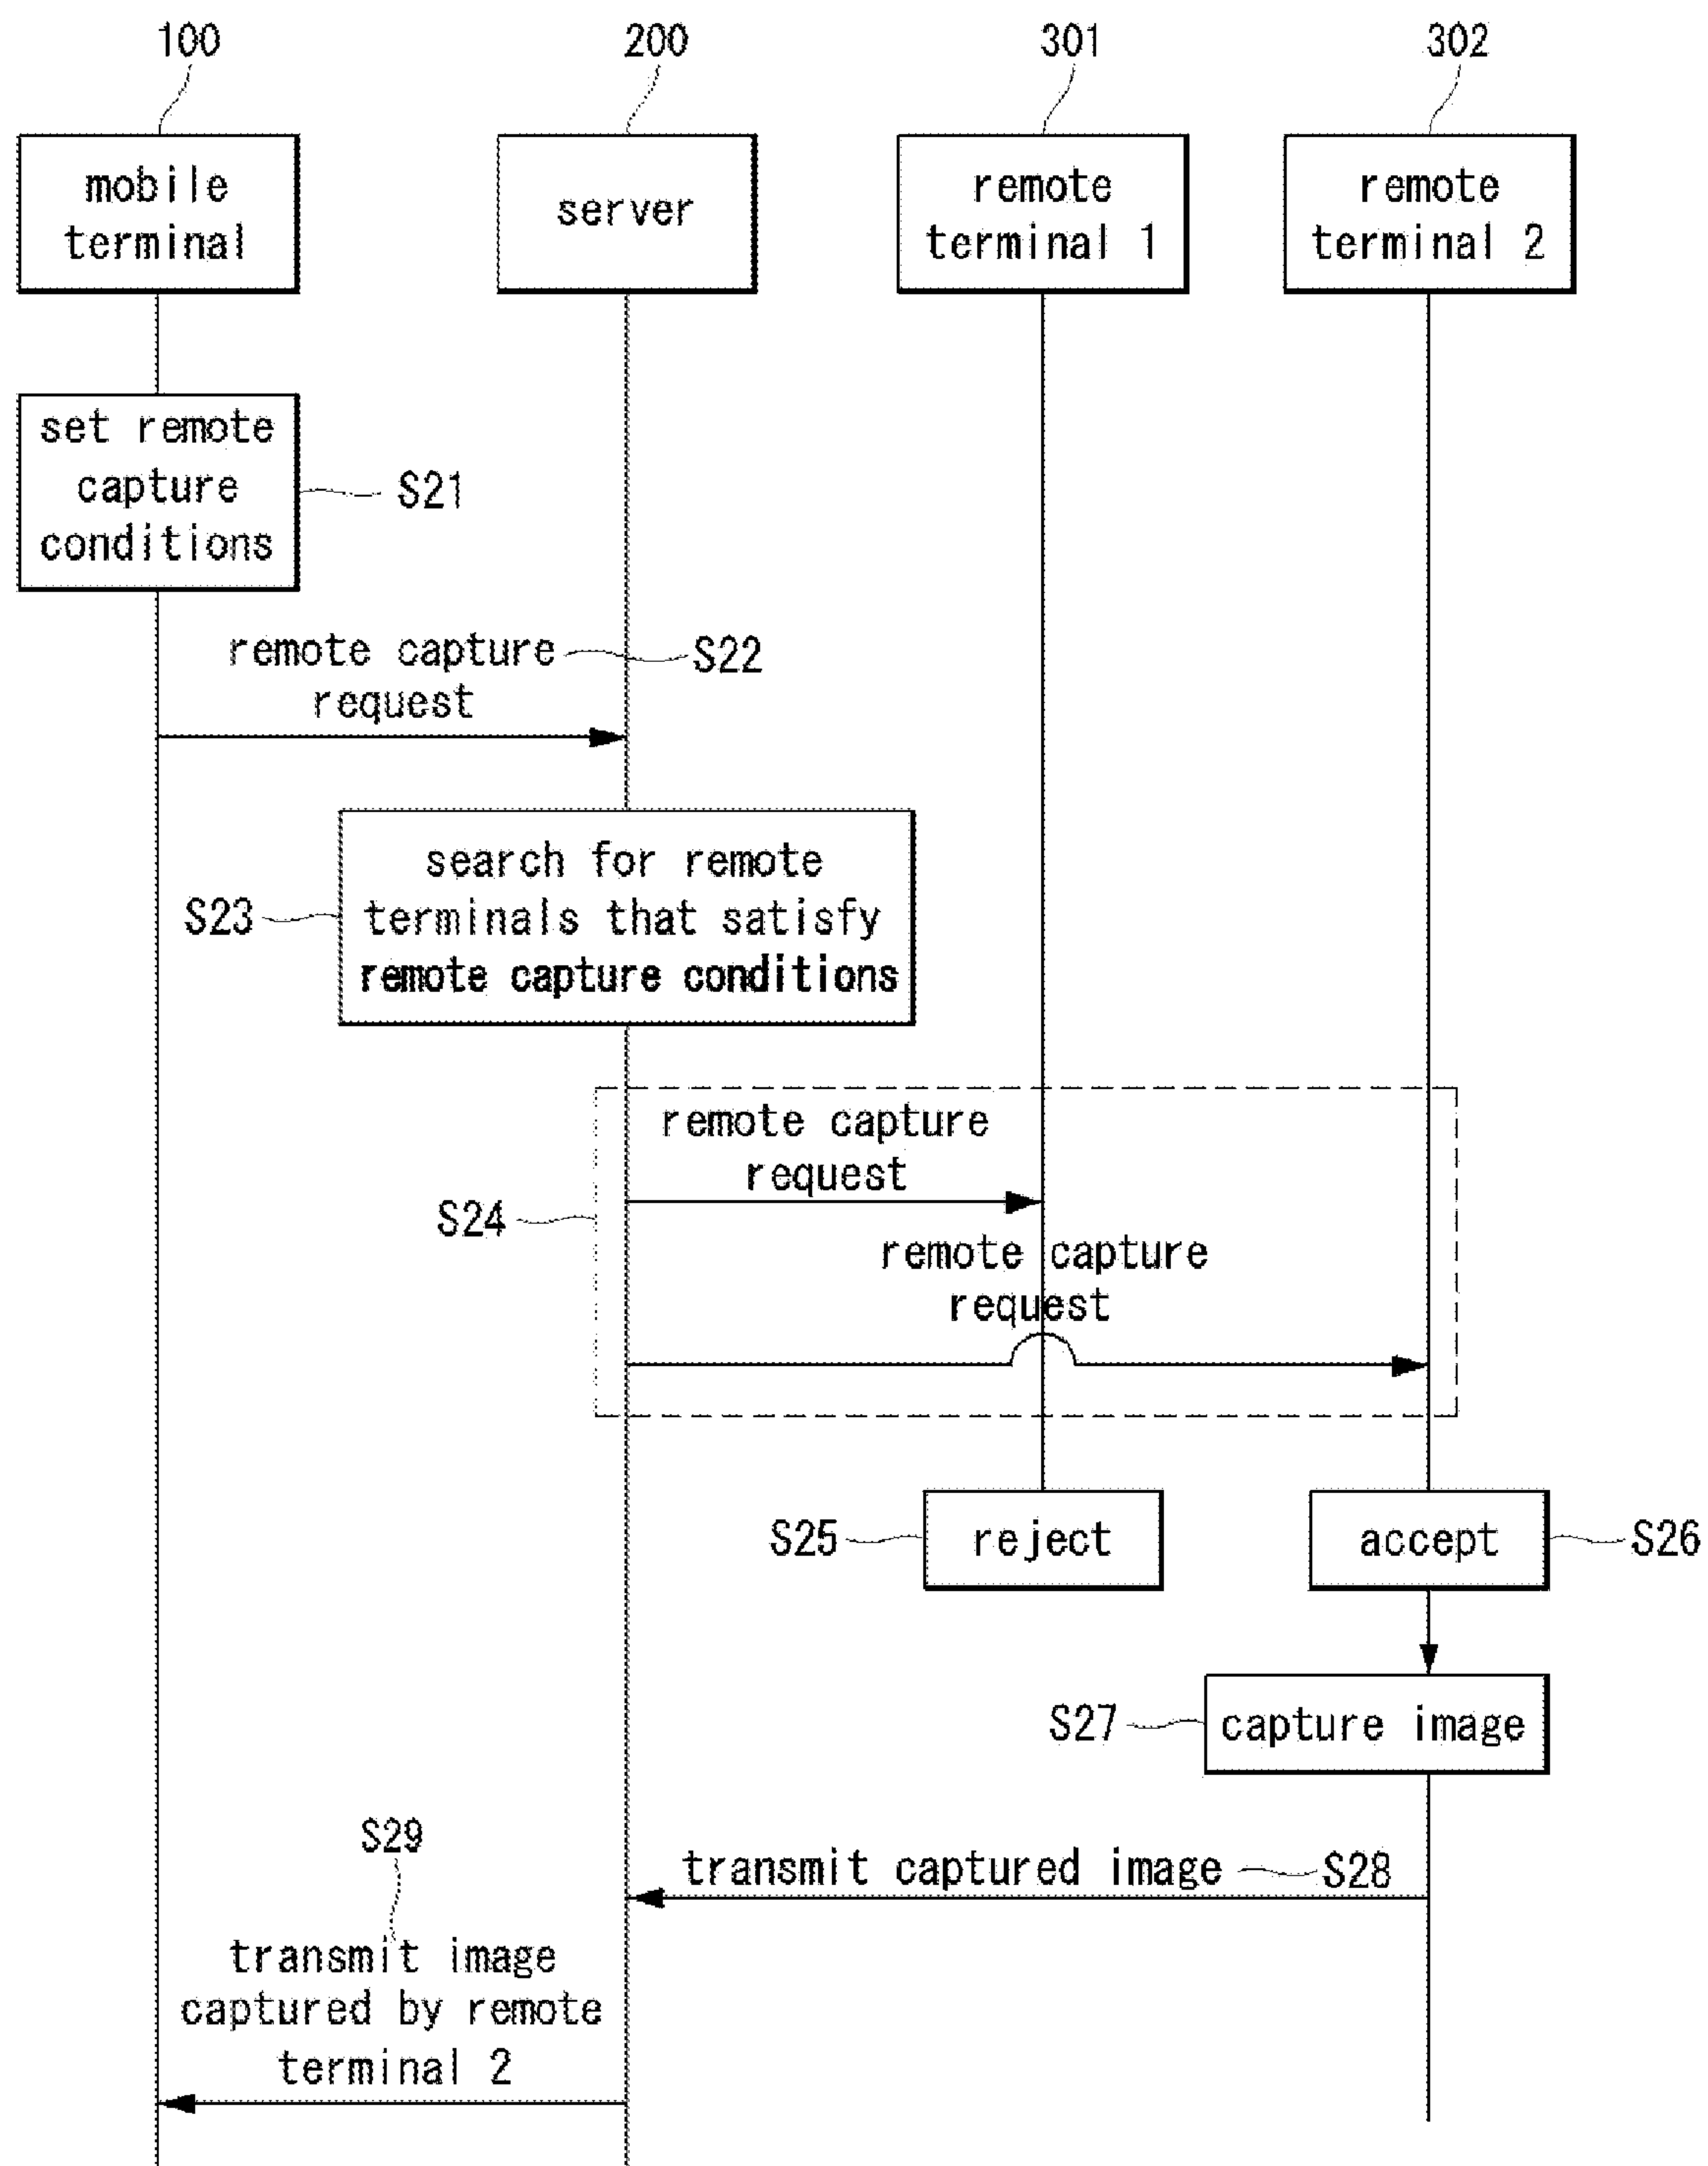 100
200
301
302
mobile
terminal
server
remote
terminal 1
remote
terminal 2
set remote
capture
conditions
S21
remote capture
request
S22
search for remote
terminals that satisfy
remote capture conditions
S23
remote capture
request
S24
remote capture
request
S25
reject
accept
S26
S27
capture image
S29
transmit captured image
S28
transmit image
captured by remote
terminal 2